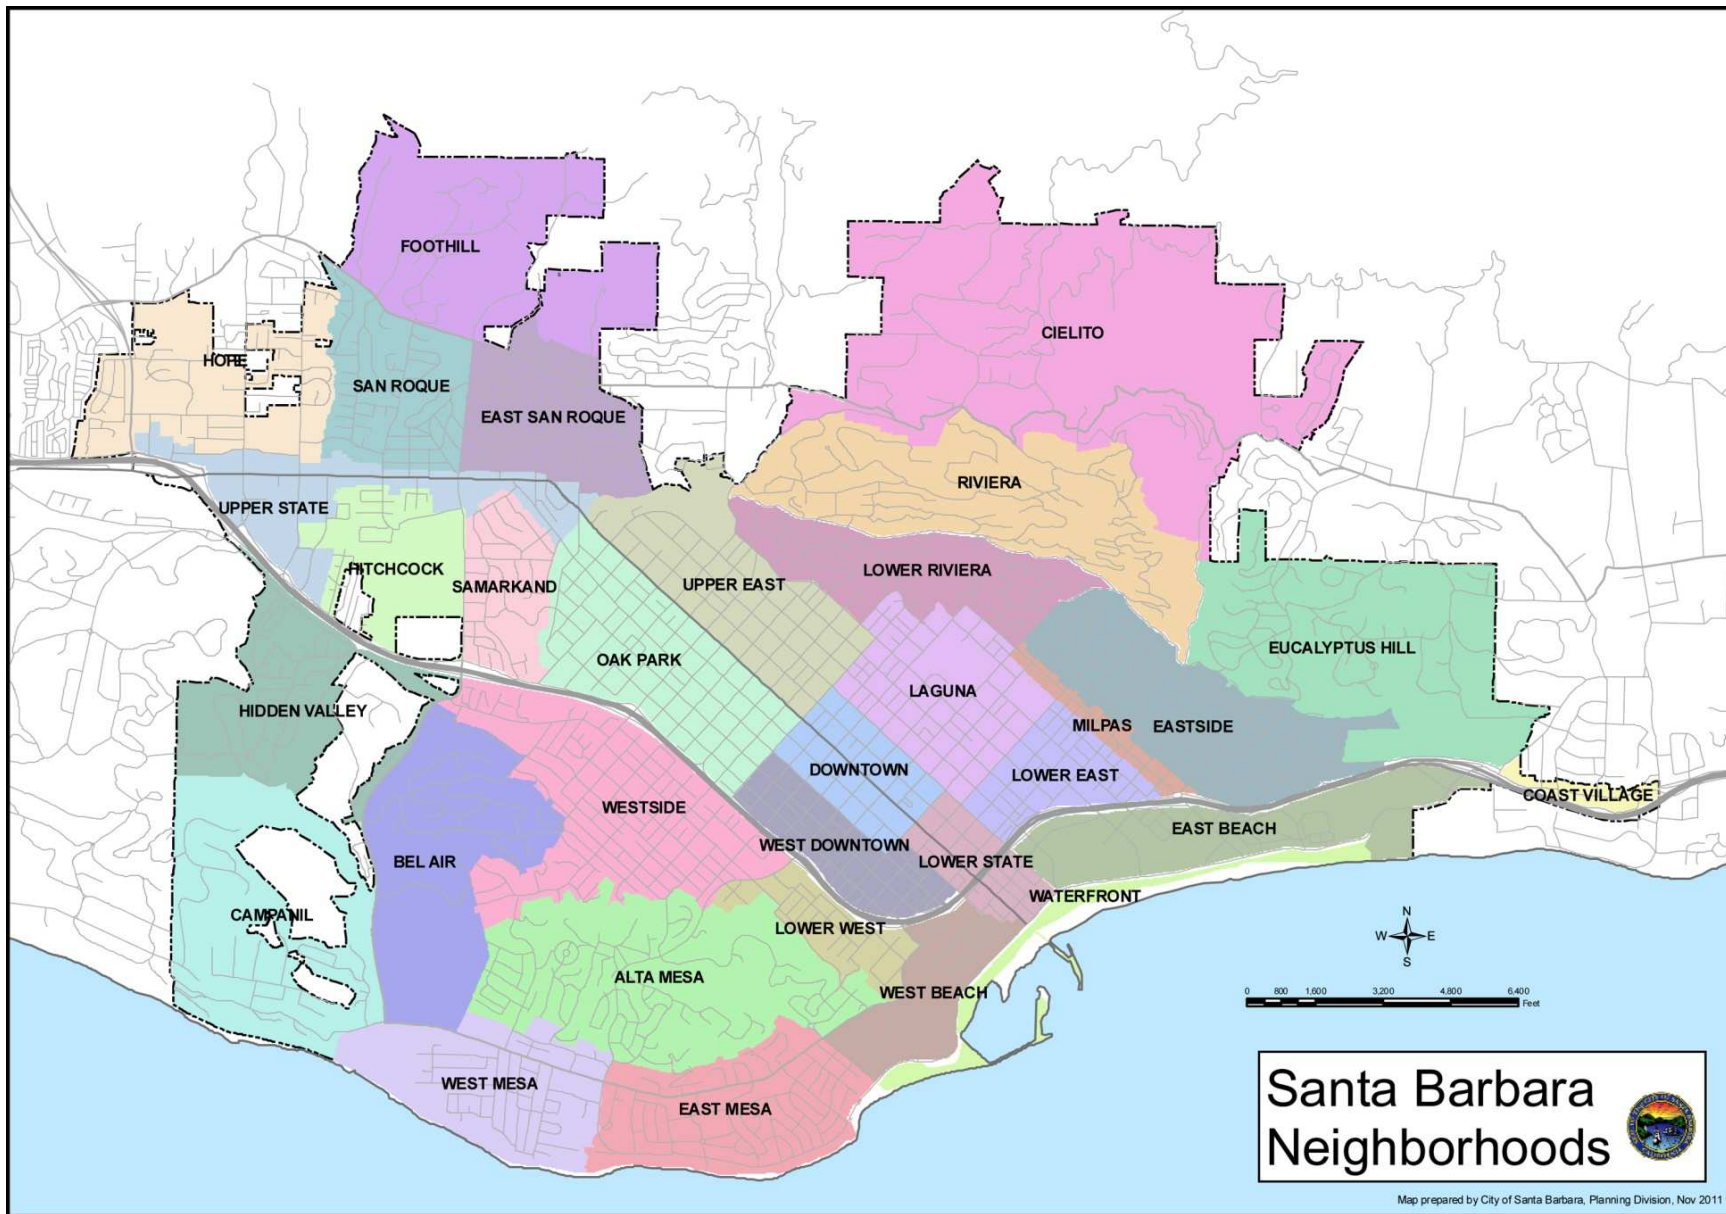 FOOTHILL
CIELITO
HOPE
SAN ROQUE
EAST SAN ROQUE
RIVIERA
UPPER STATE
HITCHCOCK
SAMARKAND
UPPER EAST
LOWER RIVIERA
OAK PARK
EUCALYPTUS HILL
LAGUNA
HIDDEN VALLEY
MILPAS
EASTSIDE
DOWNTOWN
LOWER EAST
WESTSIDE
COAST VILLAGE
EAST BEACH
WEST DOWNTOWN
BEL AIR
LOWER STATE
WATERFRONT
CAMPANIL
LOWER WEST
ALTA MESA
WEST BEACH
WEST MESA
EAST MESA
N
W E
S
0 800 1,600 3,200 4,800 6,400
Feet
Santa Barbara
Neighborhoods
Map prepared by City of Santa Barbara, Planning Division, Nov 2011